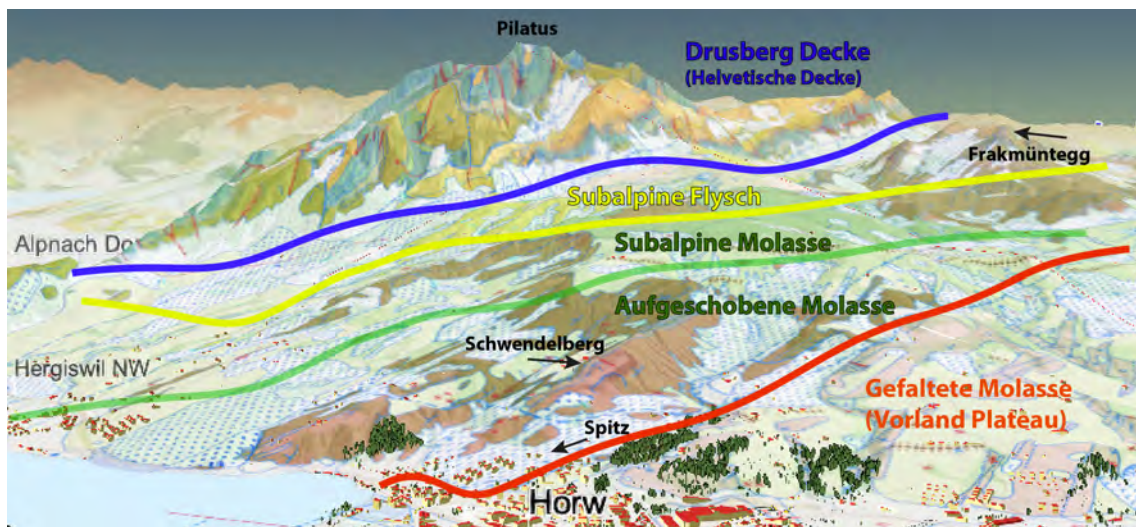 Pilatus
Drusberg Decke
(Helvetische Decke)
Frakmüntegg
Subalpine Flysch
Alpnach Do
Subalpine Molasse
Aufgeschobene Molasse
Schwendelberg
Hergiswil NW
Gefaltete Molasse
(Vorland Plateau)
Spitz
Horw